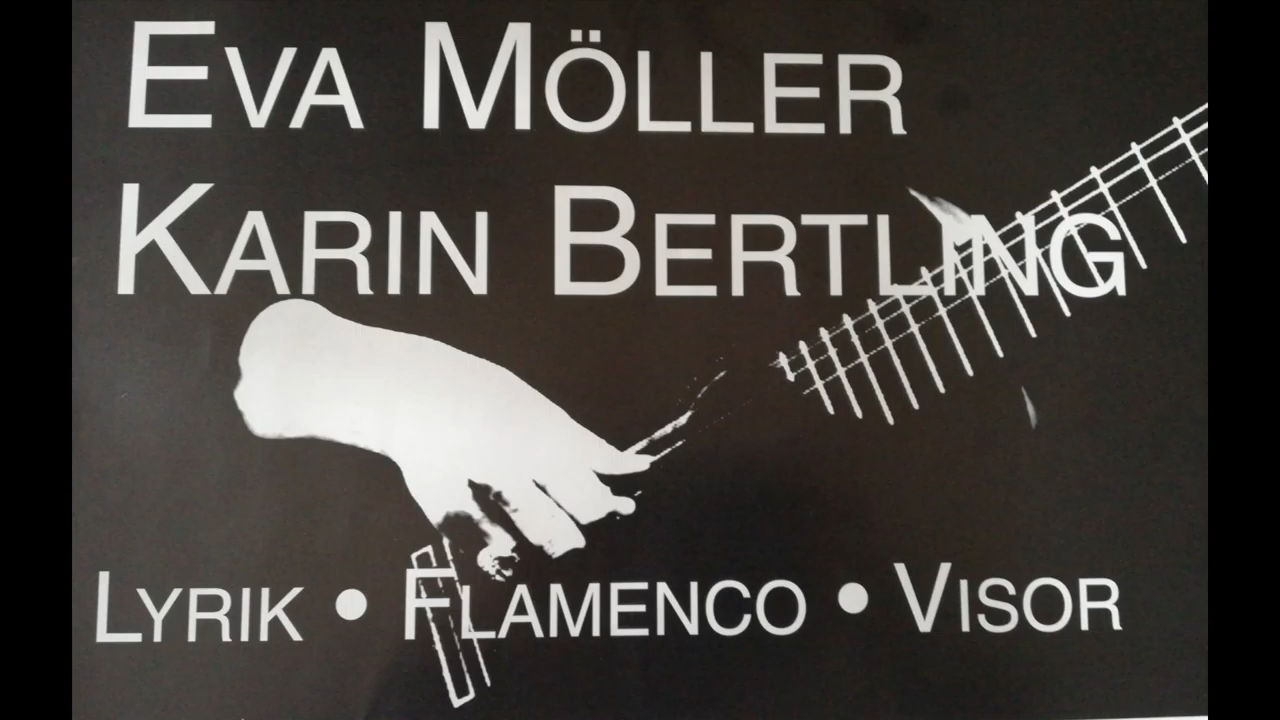 EVA MÖLLER
KARIN BERTLING
LYRIK • FLAMENCO • VISOR